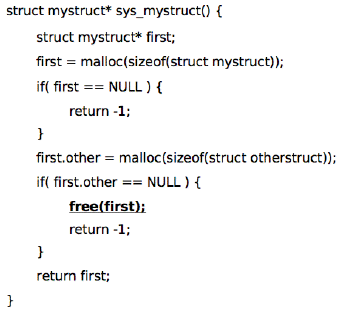 struct mystruct* sys_mystruct() {
struct mystruct* first;
first = malloc(sizeof(struct mystruct));
if( first == NULL ) {
return -1;
}
first.other = malloc(sizeof(struct otherstruct));
if( first.other == NULL ) {
free(first);
return -1;
}
return first;
}